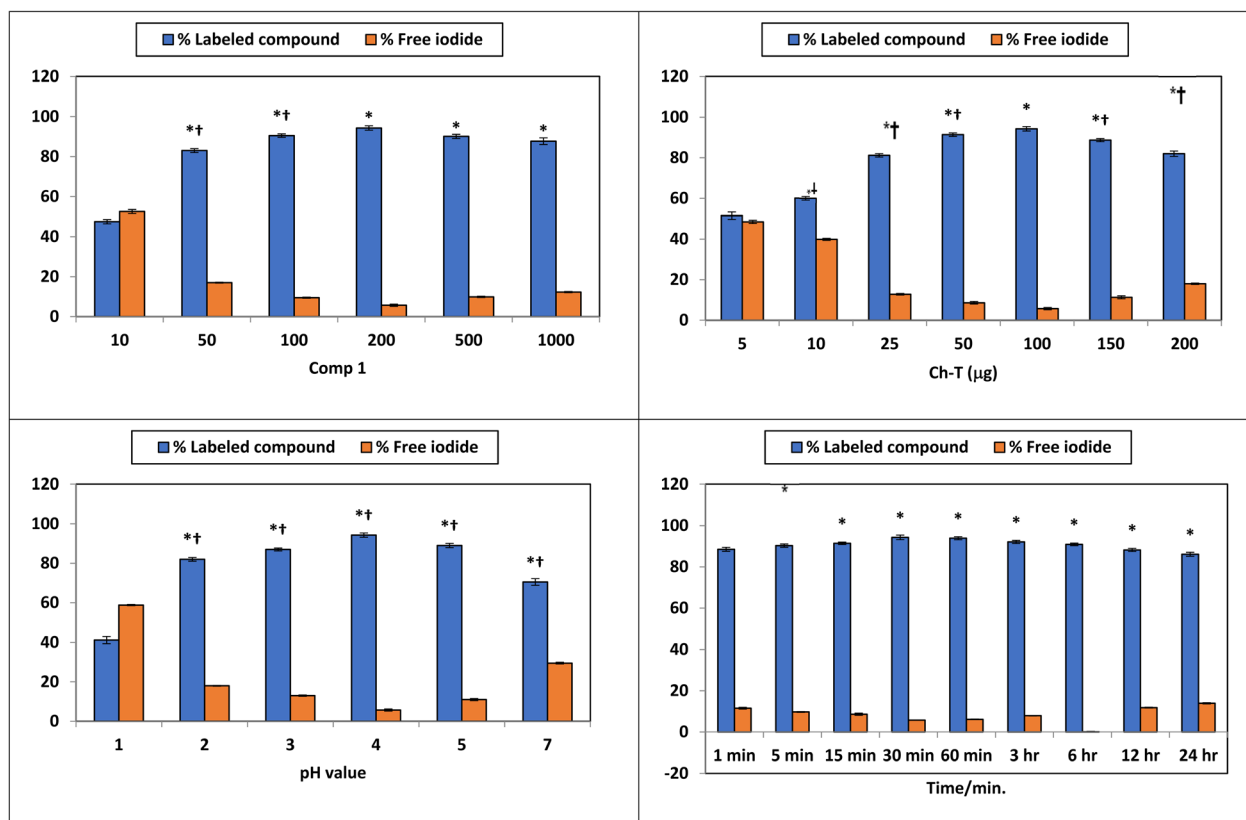 % Labeled compound % Free iodide
120
100
80
60
40
20
0
*† *† * * *
10 50 100 200 500 1000
Comp 1
% Labeled compound % Free iodide
120
100
80
60
40
20
0
*† *† *† * *† *†
5 10 25 50 100 150 200
Ch-T (μg)
% Labeled compound % Free iodide
120
100
80
60
40
20
0
*† *† *† *† *†
1 2 3 4 5 7
pH value
% Labeled compound % Free iodide
120
100
80
60
40
20
0
-20
* * * * * * * *
1 min 5 min 15 min 30 min 60 min 3 hr 6 hr 12 hr 24 hr
Time/min.